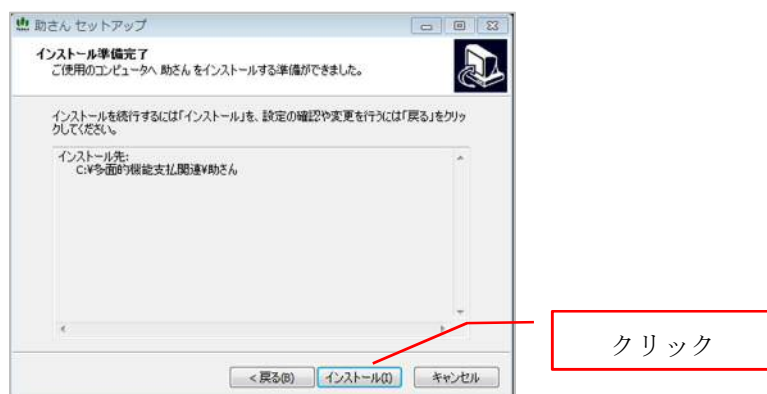 助さん セットアップ
インストール準備完了
ご使用のコンピュータへ 助さん をインストールする準備ができました。
インストールを続行するには「インストール」を、設定の確認や変更を行うには「戻る」をクリッ
クしてください。
インストール先:
C:¥多面的機能支払関連¥助さん
クリック
< 戻る(B)
インストール(I)
キャンセル